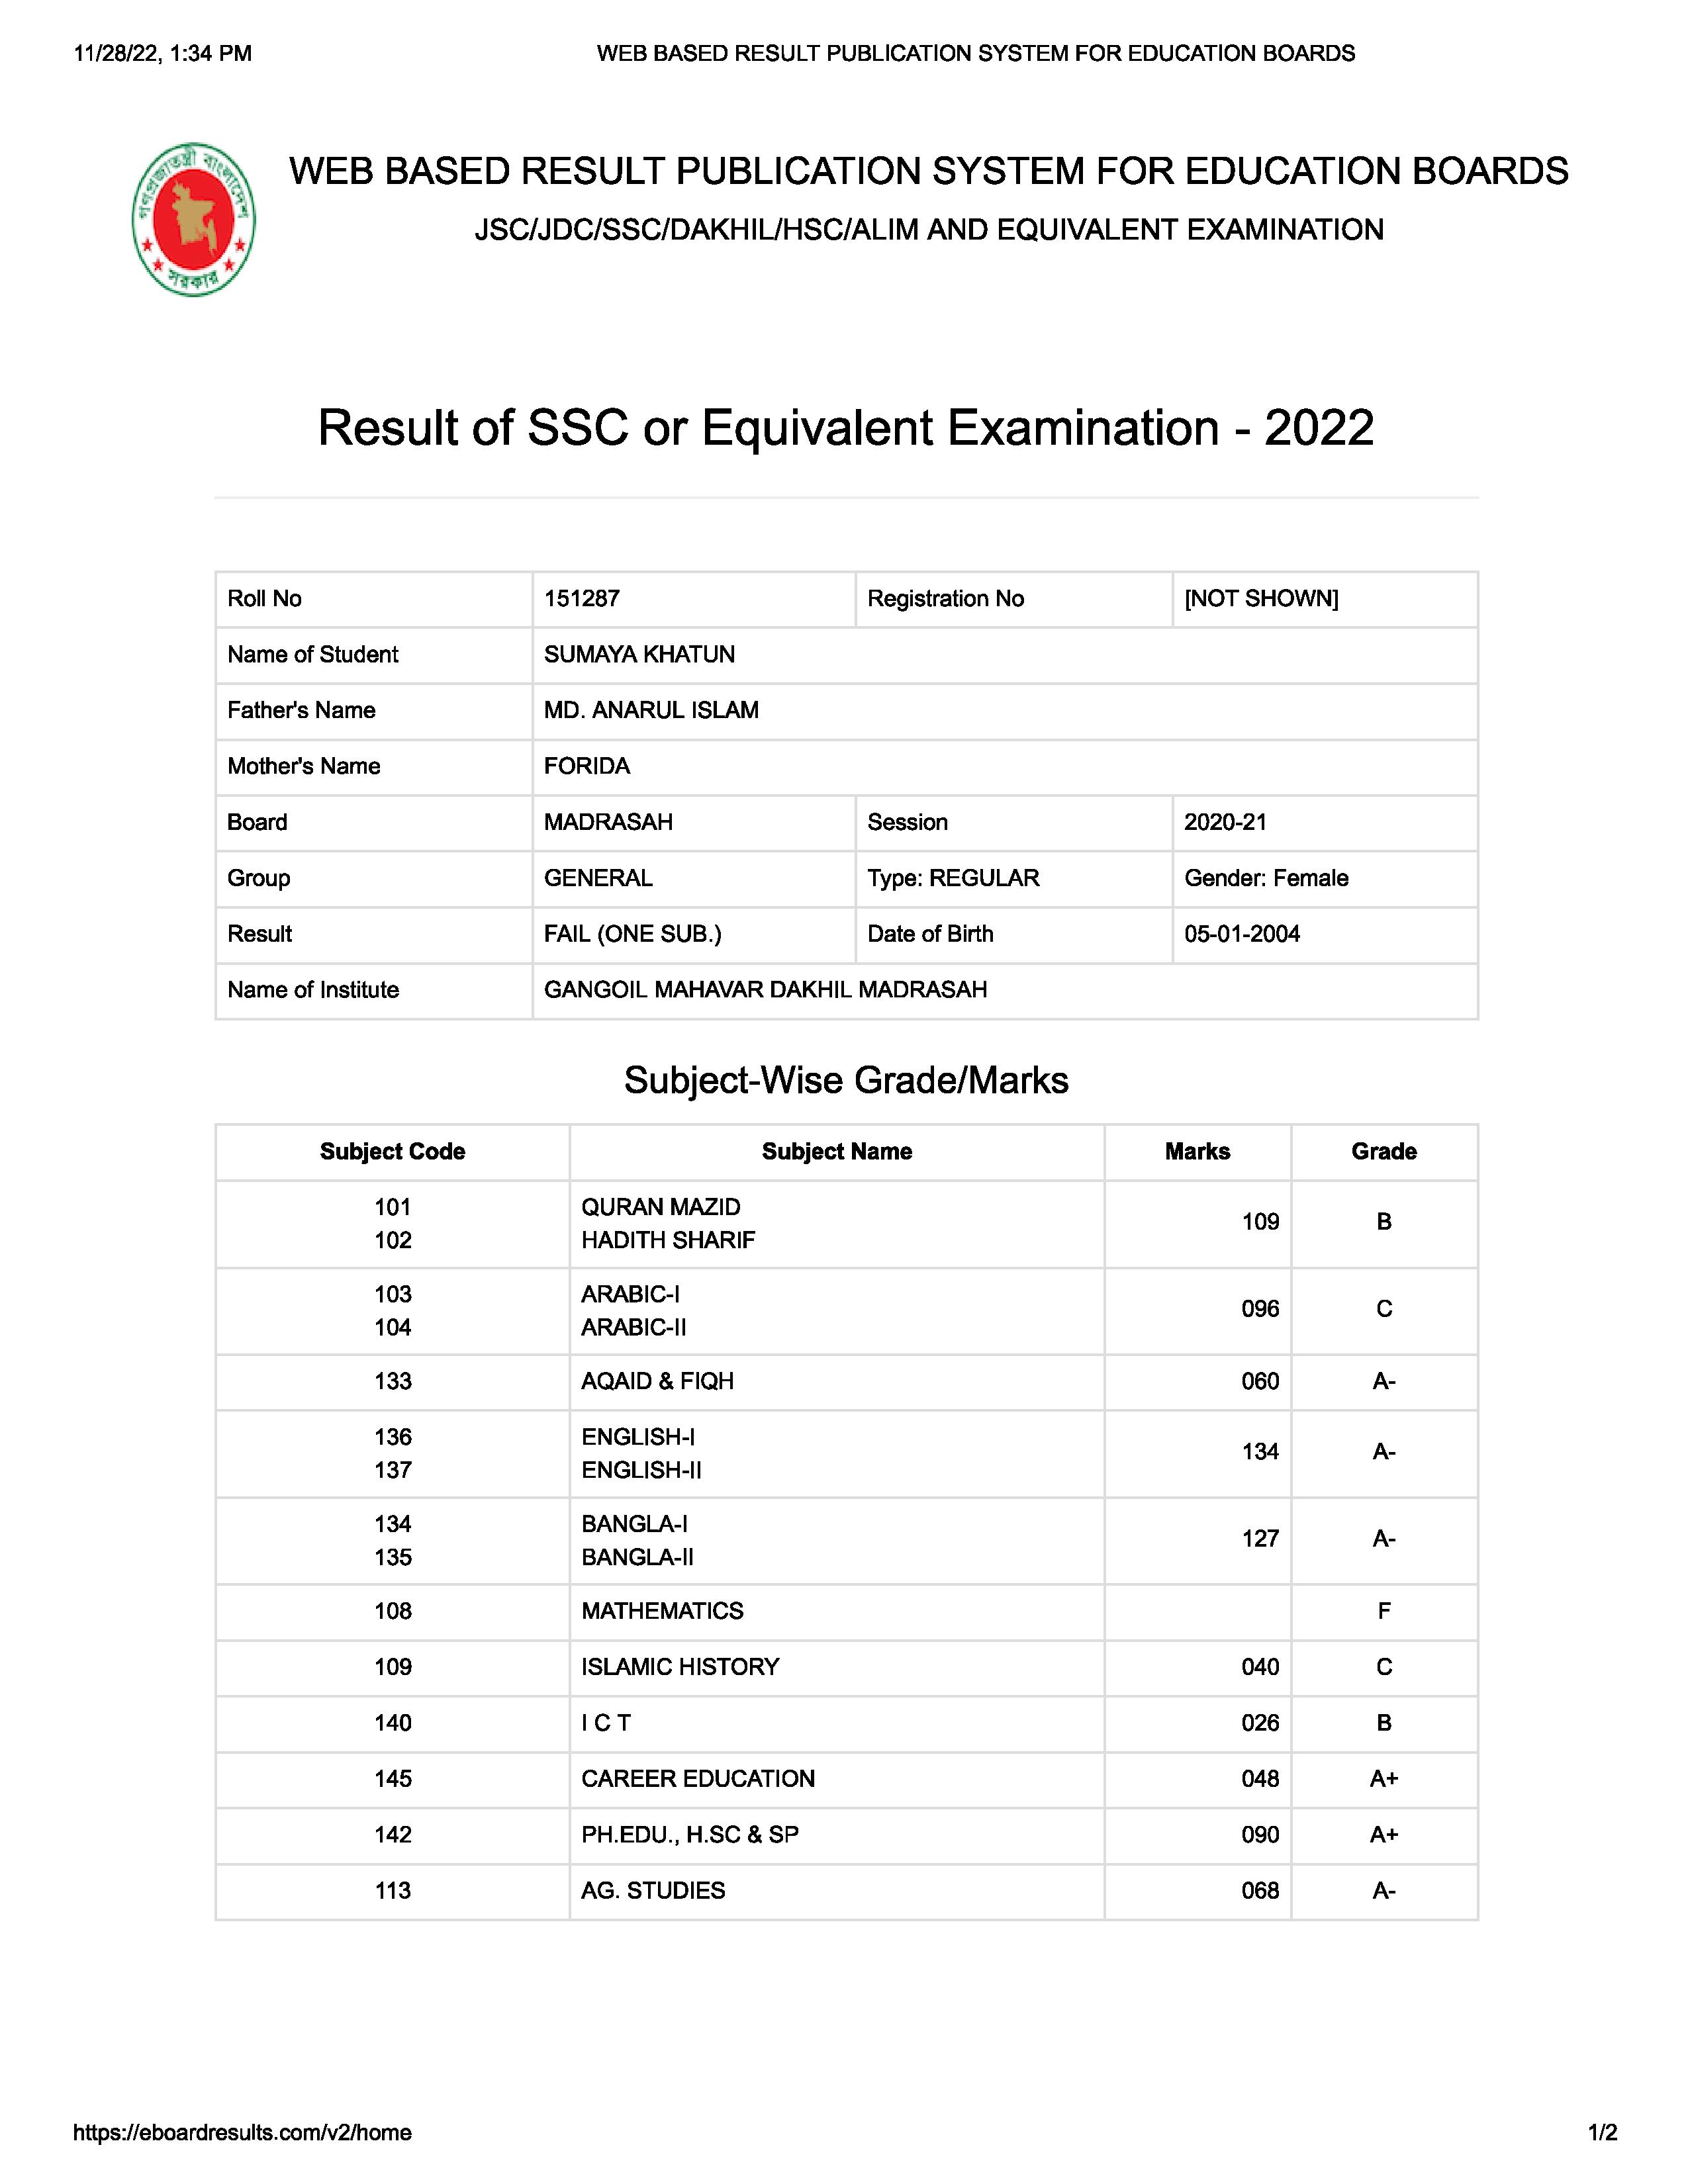 11/28/22, 1:34 PM WEB BASED RESULT PUBLICATION SYSTEM FOR EDUCATION BOARDS
গণপ্রজাতন্ত্রী বাংলাদেশ
সরকার
WEB BASED RESULT PUBLICATION SYSTEM FOR EDUCATION BOARDS
JSC/JDC/SSC/DAKHIL/HSC/ALIM AND EQUIVALENT EXAMINATION
Result of SSC or Equivalent Examination - 2022
Roll No 151287 Registration No [NOT SHOWN]
Name of Student SUMAYA KHATUN
Father's Name MD. ANARUL ISLAM
Mother's Name FORIDA
Board MADRASAH Session 2020-21
Group GENERAL Type: REGULAR Gender: Female
Result FAIL (ONE SUB.) Date of Birth 05-01-2004
Name of Institute GANGOIL MAHAVAR DAKHIL MADRASAH
Subject-Wise Grade/Marks
Subject Code Subject Name Marks Grade
101 QURAN MAZID
109 B
102 HADITH SHARIF
103 ARABIC-I
096 C
104 ARABIC-II
133 AQAID & FIQH 060 A-
136 ENGLISH-I
134 A-
137 ENGLISH-II
134 BANGLA-I
127 A-
135 BANGLA-II
108 MATHEMATICS F
109 ISLAMIC HISTORY 040 C
140 I C T 026 B
145 CAREER EDUCATION 048 A+
142 PH.EDU., H.SC & SP 090 A+
113 AG. STUDIES 068 A-
https://eboardresults.com/v2/home 1/2